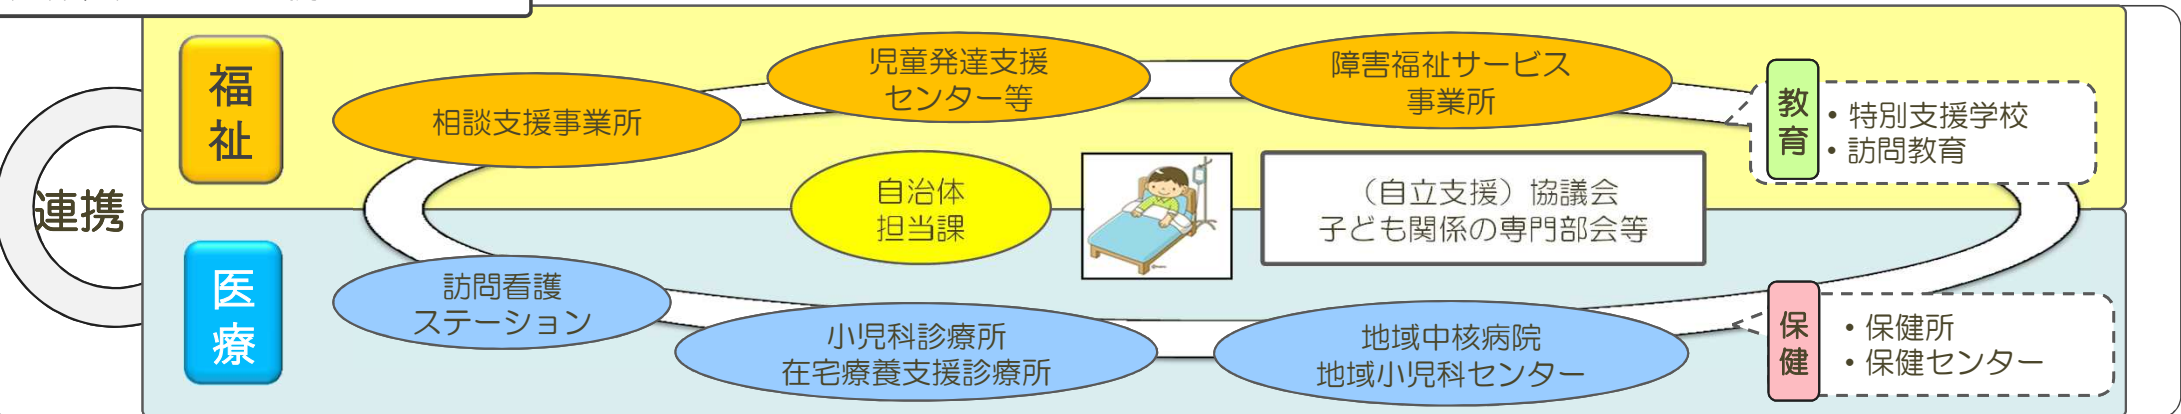 連携
福祉
相談支援事業所
児童発達支援
センター等
障害福祉サービス
事業所
教育
・特別支援学校
・訪問教育
自治体
担当課
（自立支援）協議会
子ども関係の専門部会等
医療
訪問看護
ステーション
小児科診療所
在宅療養支援診療所
地域中核病院
地域小児科センター
保健
・保健所
・保健センター